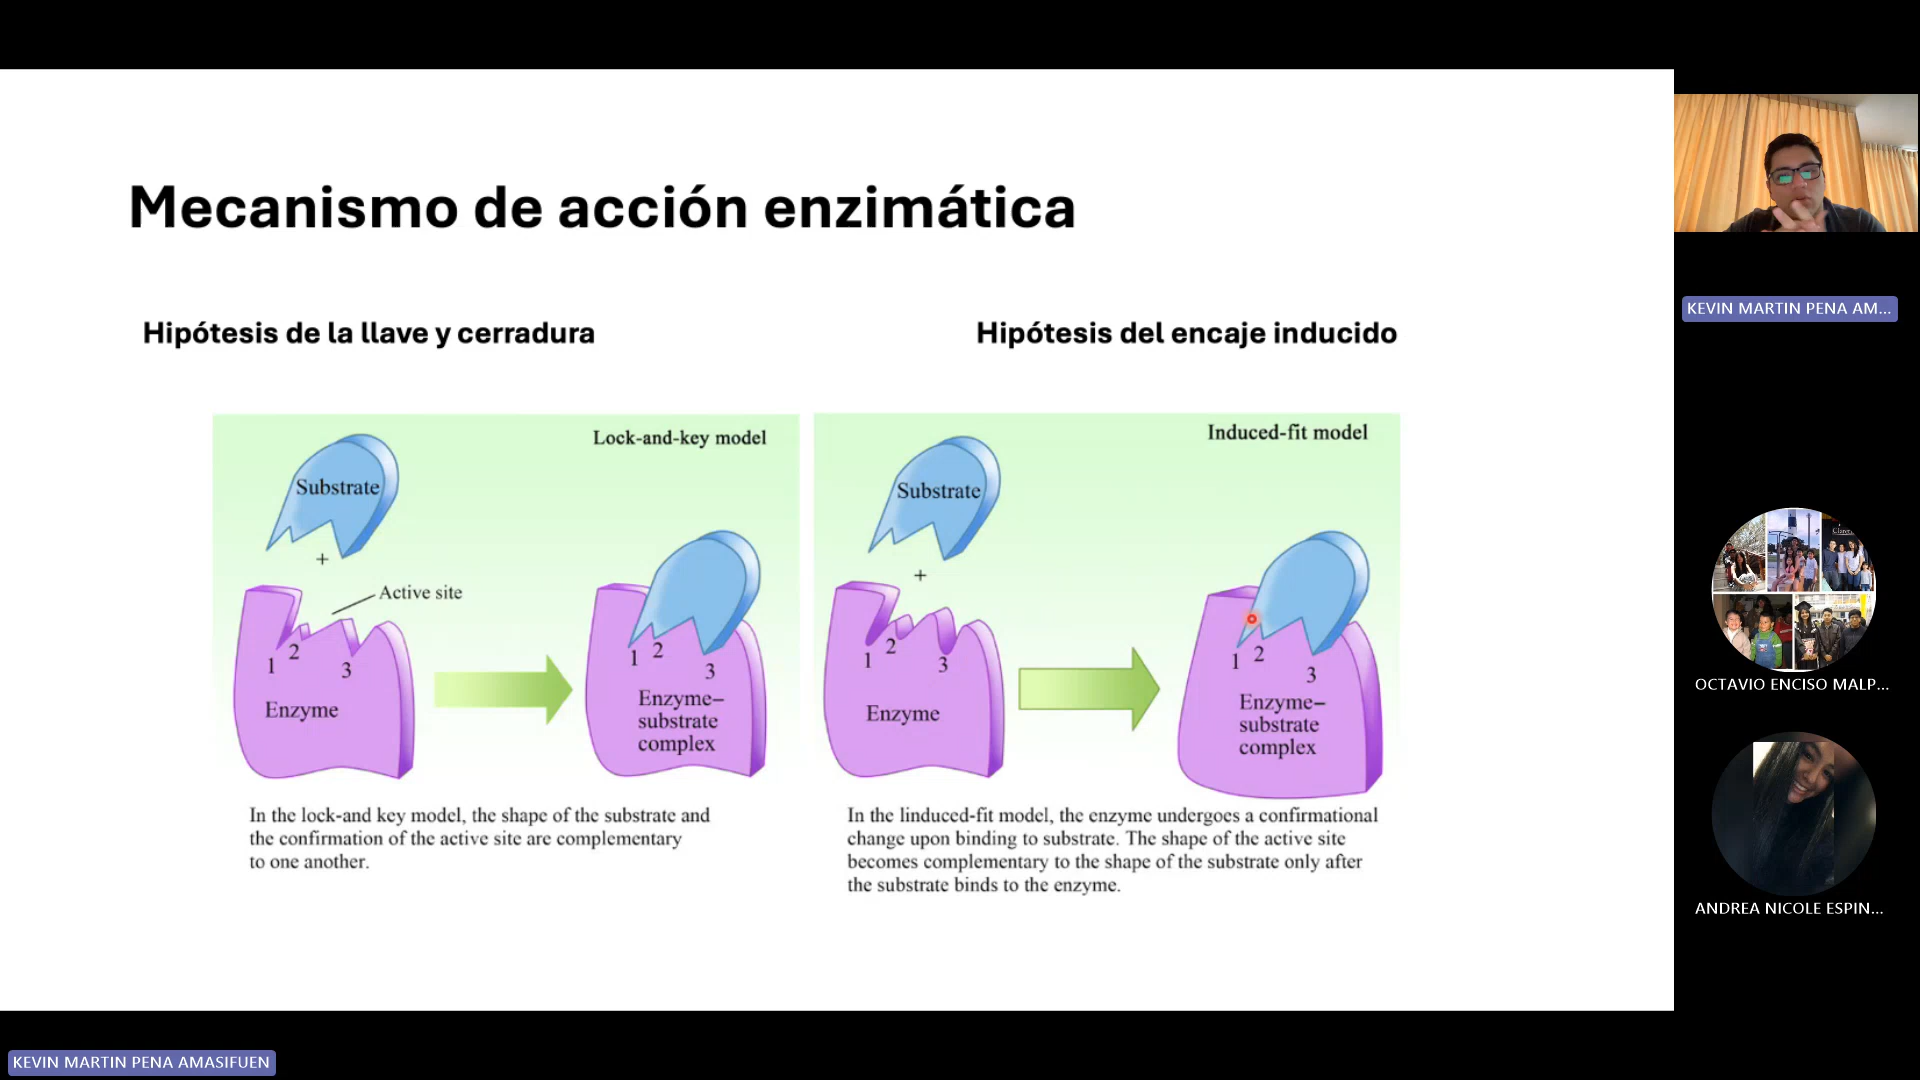 Mecanismo de acción enzimática
Hipótesis de la llave y cerradura
Hipótesis del encaje inducido
Lock-and-key model
Substrate
+
Active site
1 2 3
Enzyme
1 2 3
Enzyme–
substrate
complex
In the lock-and key model, the shape of the substrate and
the confirmation of the active site are complementary
to one another.
Induced-fit model
Substrate
+
1 2 3
Enzyme
1 2 3
Enzyme–
substrate
complex
In the linduced-fit model, the enzyme undergoes a confirmational
change upon binding to substrate. The shape of the active site
becomes complementary to the shape of the substrate only after
the substrate binds to the enzyme.
KEVIN MARTIN PENA AM...
OCTAVIO ENCISO MALP...
ANDREA NICOLE ESPIN...
KEVIN MARTIN PENA AMASIFUEN